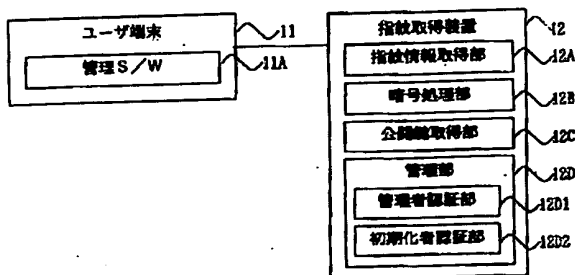 ユーザ端末
11
管理S/W
11A
指紋取得装置
12
指紋情報取得部
12A
暗号処理部
12B
公開鍵取得部
12C
管理部
12D
管理者認証部
12D1
初期化者認証部
12D2